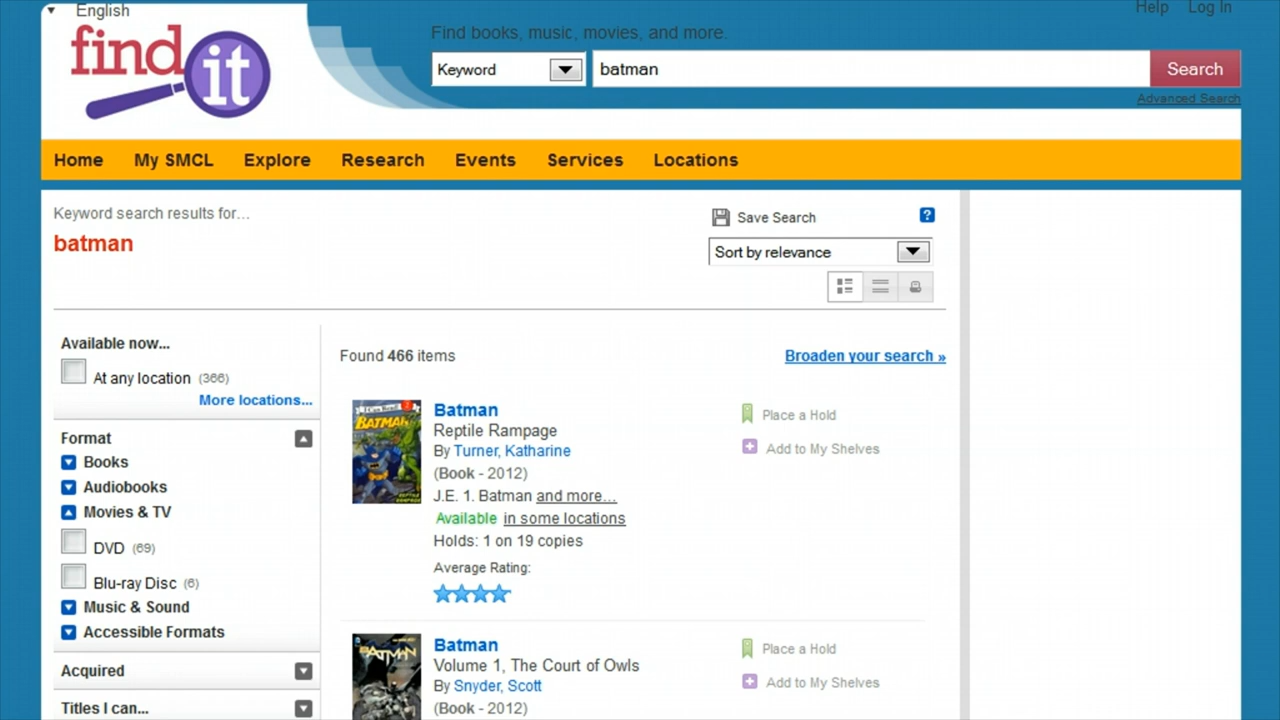 English
Help Log In
find it
Find books, music, movies, and more.
Keyword
batman
Search
Advanced Search
Home My SMCL Explore Research Events Services Locations
Keyword search results for...
batman
Save Search
?
Sort by relevance
Available now...
At any location (366)
More locations...
Format
Books
Audiobooks
Movies & TV
DVD (69)
Blu-ray Disc (6)
Music & Sound
Accessible Formats
Acquired
Titles I can...
Found 466 items
Broaden your search »
BATMAN
Batman
Reptile Rampage
By Turner, Katharine
(Book - 2012)
J.E. 1. Batman and more...
Available in some locations
Holds: 1 on 19 copies
Average Rating:
Place a Hold
Add to My Shelves
BATMAN
Batman
Volume 1, The Court of Owls
By Snyder, Scott
(Book - 2012)
Place a Hold
Add to My Shelves